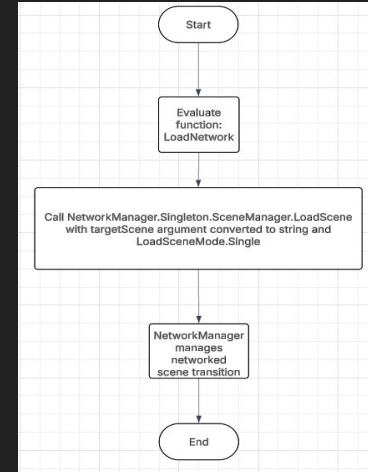 Start
Evaluate
function:
LoadNetwork
Call NetworkManager.Singleton.SceneManager.LoadScene
with targetScene argument converted to string and
LoadSceneMode.Single
NetworkManager
manages
networked
scene transition
End